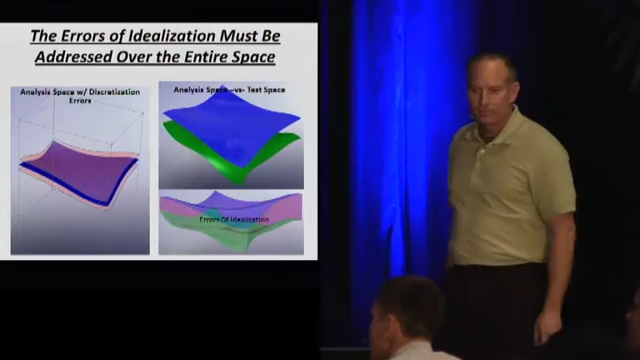 The Errors of Idealization Must Be
Addressed Over the Entire Space
Analysis Space w/ Discretization
Errors
Analysis Space -vs- Test Space
Errors Of Idealization